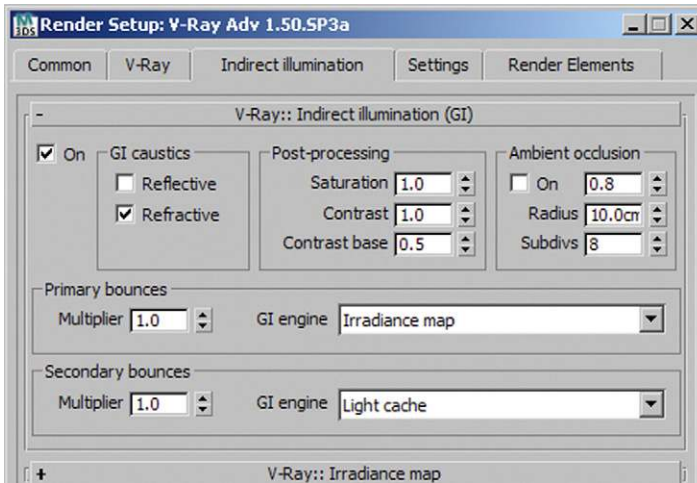 M 3DS Render Setup: V-Ray Adv 1.50.SP3a
Common V-Ray Indirect illumination Settings Render Elements
- V-Ray:: Indirect illumination (GI)
On GI caustics Post-processing Ambient occlusion
Reflective Saturation 1.0 On 0.8
Refractive Contrast 1.0 Radius 10.0cm
Contrast base 0.5 Subdivs 8
Primary bounces
Multiplier 1.0 GI engine Irradiance map
Secondary bounces
Multiplier 1.0 GI engine Light cache
+ V-Ray:: Irradiance map